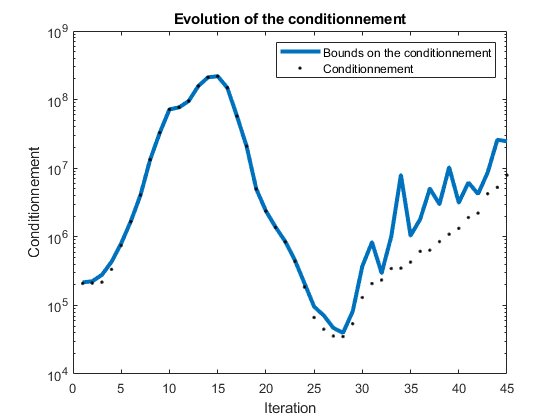 Evolution of the conditionnement
Bounds on the conditionnement
Conditionnement
Conditionnement
10^9
10^8
10^7
10^6
10^5
10^4
0 5 10 15 20 25 30 35 40 45
Iteration